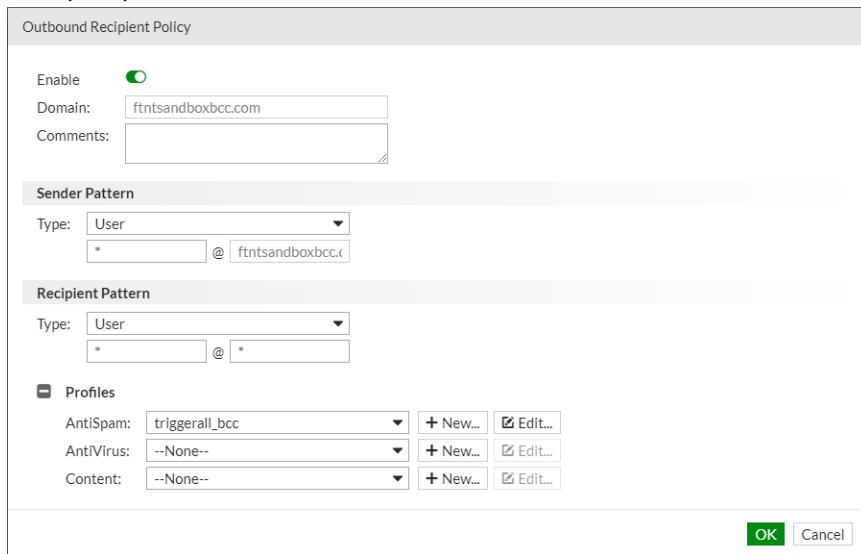 Outbound Recipient Policy
Enable
Domain: ftntsandboxbcc.com
Comments:
Sender Pattern
Type: User
* @ ftntsandboxbcc.c
Recipient Pattern
Type: User
* @ *
Profiles
AntiSpam: triggerall_bcc + New... Edit...
AntiVirus: --None-- + New... Edit...
Content: --None-- + New... Edit...
OK Cancel